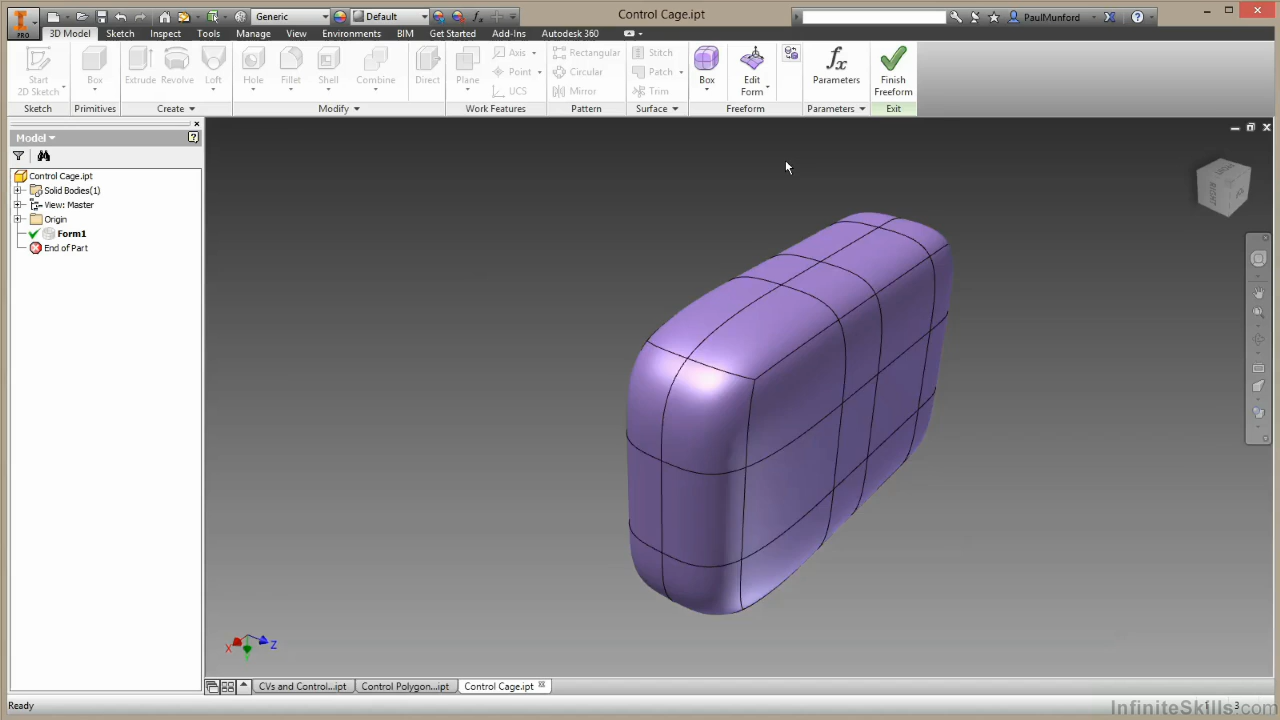 PRO
Generic
Default
Control Cage.ipt
PaulMunford
3D Model Sketch Inspect Tools Manage View Environments BIM Get Started Add-Ins Autodesk 360
Start 2D Sketch
Box
Extrude Revolve Loft
Hole Fillet Shell Combine
Direct
Plane
Axis
Point
UCS
Rectangular
Circular
Mirror
Stitch
Patch
Trim
Box
Edit Form
Parameters
Finish Freeform
Sketch Primitives Create Modify Work Features Pattern Surface Freeform Parameters Exit
Model
Control Cage.ipt
Solid Bodies(1)
View: Master
Origin
Form1
End of Part
X
Z
CVs and Control...ipt Control Polygon...ipt Control Cage.ipt
Ready
3
InfiniteSkills.com